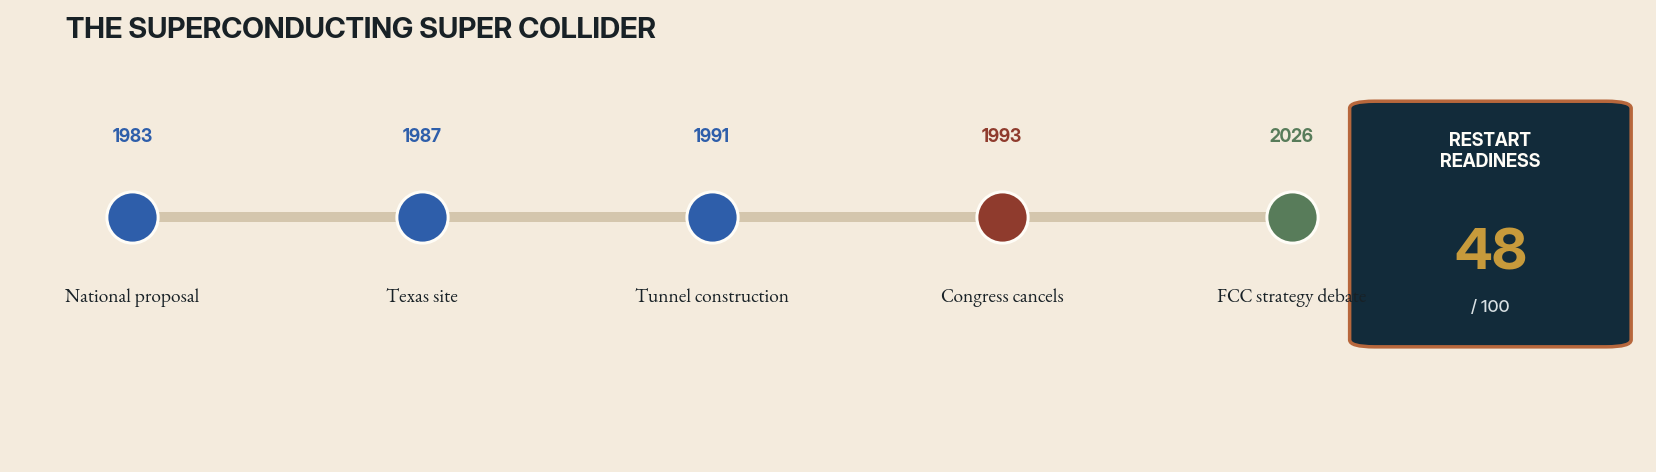 THE SUPERCONDUCTING SUPER COLLIDER
1983
1987
1991
1993
2026
National proposal
Texas site
Tunnel construction
Congress cancels
FCC strategy debate
RESTART
READINESS
48
/ 100